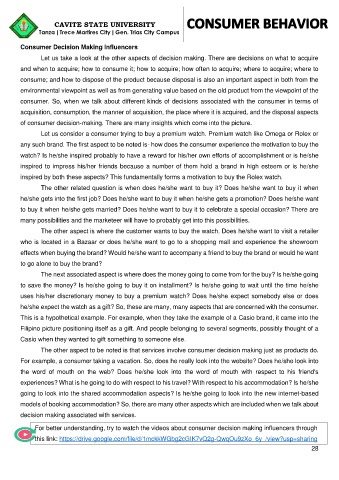 CAVITE STATE UNIVERSITY
Tanza | Trece Martires City | Gen. Trias City Campus
CONSUMER BEHAVIOR
Consumer Decision Making Influencers
Let us take a look at the other aspects of decision making. There are decisions on what to acquire
and when to acquire; how to consume it; how to acquire; how often to acquire; where to acquire; where to
consume; and how to dispose of the product because disposal is also an important aspect in both from the
environmental viewpoint as well as from generating value based on the old product from the viewpoint of the
consumer. So, when we talk about different kinds of decisions associated with the consumer in terms of
acquisition, consumption, the manner of acquisition, the place where it is acquired, and the disposal aspects
of consumer decision-making. There are many insights which come into the picture.
Let us consider a consumer trying to buy a premium watch. Premium watch like Omega or Rolex or
any such brand. The first aspect to be noted is- how does the consumer experience the motivation to buy the
watch? Is he/she inspired probably to have a reward for his/her own efforts of accomplishment or is he/she
inspired to impress his/her friends because a number of them hold a brand in high esteem or is he/she
inspired by both these aspects? This fundamentally forms a motivation to buy the Rolex watch.
The other related question is when does he/she want to buy it? Does he/she want to buy it when
he/she gets into the first job? Does he/she want to buy it when he/she gets a promotion? Does he/she want
to buy it when he/she gets married? Does he/she want to buy it to celebrate a special occasion? There are
many possibilities and the marketeer will have to probably get into this possibilities.
The other aspect is where the customer wants to buy the watch. Does he/she want to visit a retailer
who is located in a Bazaar or does he/she want to go to a shopping mall and experience the showroom
effects when buying the brand? Would he/she want to accompany a friend to buy the brand or would he want
to go alone to buy the brand?
The next associated aspect is where does the money going to come from for the buy? Is he/she going
to save the money? Is he/she going to buy it on installment? Is he/she going to wait until the time he/she
uses his/her discretionary money to buy a premium watch? Does he/she expect somebody else or does
he/she expect the watch as a gift? So, these are many, many aspects that are concerned with the consumer.
This is a hypothetical example. For example, when they take the example of a Casio brand, it came into the
Filipino picture positioning itself as a gift. And people belonging to several segments, possibly thought of a
Casio when they wanted to gift something to someone else.
The other aspect to be noted is that services involve consumer decision making just as products do.
For example, a consumer taking a vacation. So, does he really look into the website? Does he/she look into
the word of mouth on the web? Does he/she look into the word of mouth with respect to his friend's
experiences? What is he going to do with respect to his travel? With respect to his accommodation? Is he/she
going to look into the shared accommodation aspects? Is he/she going to look into the new internet-based
models of booking accommodation? So, there are many other aspects which are included when we talk about
decision making associated with services.
For better understanding, try to watch the videos about consumer decision making influencers through
this link:
28